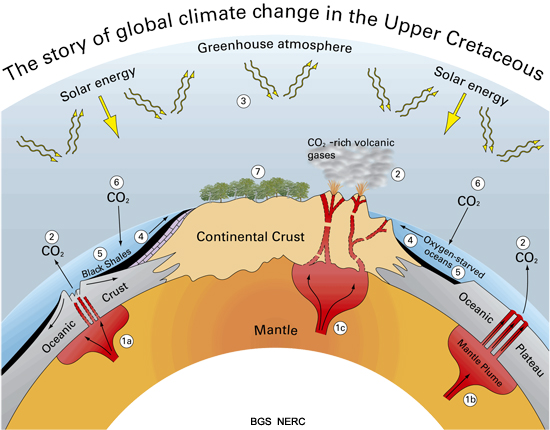 The story of global climate change in the Upper Cretaceous
Greenhouse atmosphere
Solar energy
Solar energy
3
CO2 -rich volcanic
gases
2
7
6
CO2
6
CO2
2
CO2
5
4
Black Shales
Continental Crust
4
Oxygen-starved
oceans
5
2
CO2
Oceanic
Crust
Oceanic
Plateau
1a
Mantle
1c
Mantle Plume
1b
BGS NERC